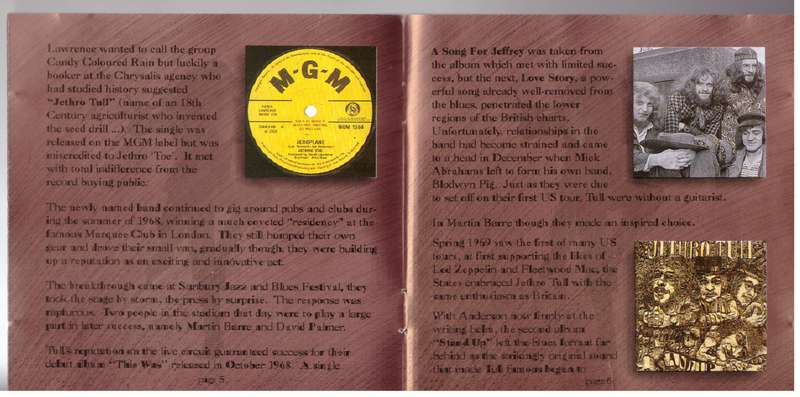 Lawrence wanted to call the group
Candy Coloured Rain but luckily a
booker at the Chrysalis agency who
had studied history suggested
"Jethro Tull" (name of an 18th
Century agriculturist who invented
the seed drill ...). The single was
released on the MGM label but was
miscredited to Jethro 'Toe'. It met
with total indifference from the
record buying public.
The newly named band continued to gig around pubs and clubs dur-
ing the summer of 1968, winning a much coveted "residency" at the
famous Marquee Club in London. They still humped their own
gear and drove their small van, gradually though, they were building
up a reputation as an exciting and innovative act.
The breakthrough came at Sunbury Jazz and Blues Festival, they
took the stage by storm, the press by surprise. The response was
rapturous. Two people in the stadium that day were to play a large
part in later success, namely Martin Barre and David Palmer.
Tull's reputation on the live circuit guaranteed success for their
debut album "This Was" released in October 1968. A single
page 5
M-G-M
MGM 1384
AEROPLANE
JETHRO TOE
A Song For Jeffrey was taken from
the album which met with limited suc-
cess, but the next, Love Story, a pow-
erful song already well-removed from
the blues, penetrated the lower
regions of the British charts.
Unfortunately, relationships in the
band had become strained and came
to a head in December when Mick
Abrahams left to form his own band,
Blodwyn Pig. Just as they were due
to set off on their first US tour, Tull were without a guitarist.
In Martin Barre though they made an inspired choice.
Spring 1969 saw the first of many US
tours, at first supporting the likes of
Led Zeppelin and Fleetwood Mac, the
States embraced Jethro Tull with the
same enthusiasm as Britain.
With Anderson now firmly at the
writing helm, the second album
"Stand Up" left the blues format far
behind as the strikingly original sound
that made Tull famous began to
page 6
JETHRO TULL
STAND UP